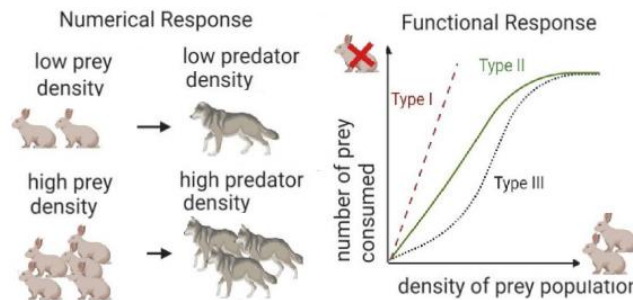 Numerical Response
low prey
density
low predator
density
high prey
density
high predator
density
Functional Response
Type I
Type II
Type III
number of prey
consumed
density of prey population